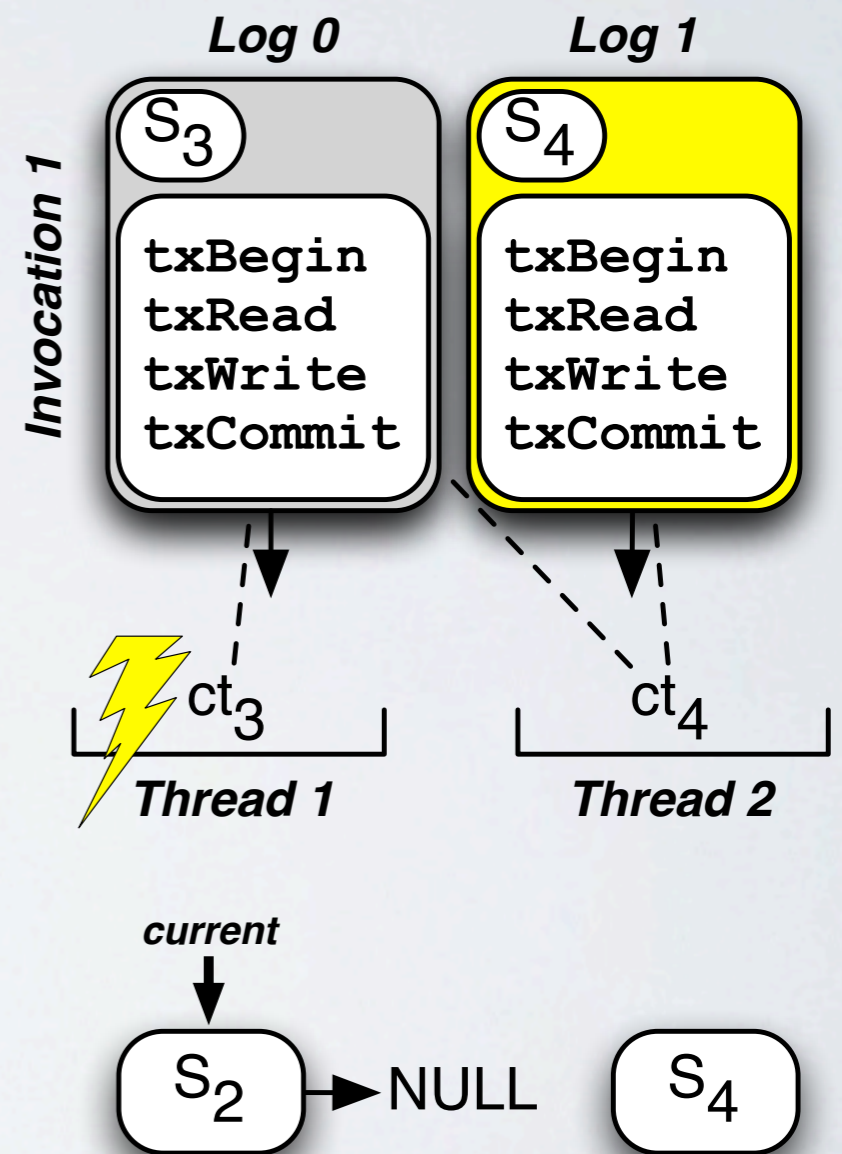 Log 0
Log 1
Invocation 1
S3
txBegin
txRead
txWrite
txCommit
S4
txBegin
txRead
txWrite
txCommit
ct3
ct4
Thread 1
Thread 2
current
S2
NULL
S4